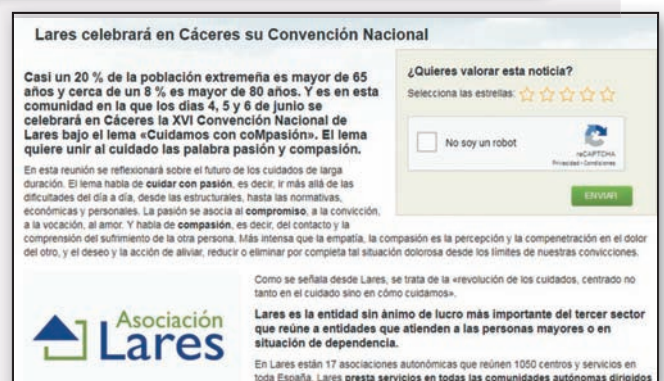 Lares celebrará en Cáceres su Convención Nacional
Casi un 20 % de la población extremeña es mayor de 65
años y cerca de un 8 % es mayor de 80 años. Y es en esta
comunidad en la que los días 4, 5 y 6 de junio se
celebrará en Cáceres la XVI Convención Nacional de
Lares bajo el lema «Cuidamos con coMpasión». El lema
quiere unir al cuidado las palabra pasión y compasión.
¿Quieres valorar esta noticia?
Selecciona las estrellas:
No soy un robot
reCAPTCHA
Privacidad - Condiciones
ENVIAR
En esta reunión se reflexionará sobre el futuro de los cuidados de larga
duración. El lema habla de cuidar con pasión, es decir, ir más allá de las
dificultades del día a día, desde las estructurales, hasta las normativas,
económicas y personales. La pasión se asocia al compromiso, a la convicción,
a la vocación, al amor. Y habla de compasión, es decir, del contacto y la
comprensión del sufrimiento de la otra persona. Más intensa que la empatía, la compasión es la percepción y la compenetración en el dolor
del otro, y el deseo y la acción de aliviar, reducir o eliminar por completa tal situación dolorosa desde los límites de nuestras convicciones.
Asociación
Lares
Como se señala desde Lares, se trata de la «revolución de los cuidados, centrado no
tanto en el cuidado sino en cómo cuidamos».
Lares es la entidad sin ánimo de lucro más importante del tercer sector
que reúne a entidades que atienden a las personas mayores o en
situación de dependencia.
En Lares están 17 asociaciones autonómicas que reúnen 1050 centros y servicios en
toda España. Lares presta servicios en todas las comunidades autónomas dirigidos